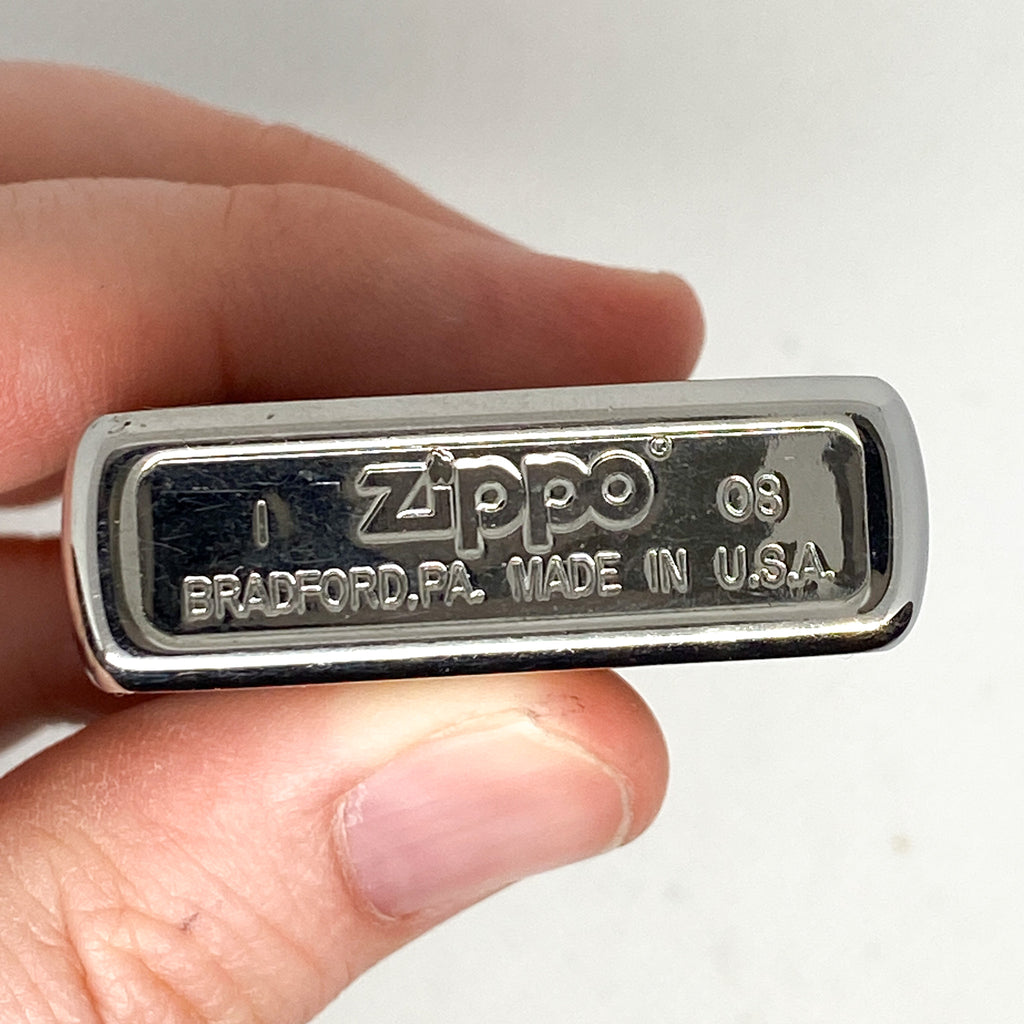 I Zippo® 08
BRADFORD,PA. MADE IN U.S.A.